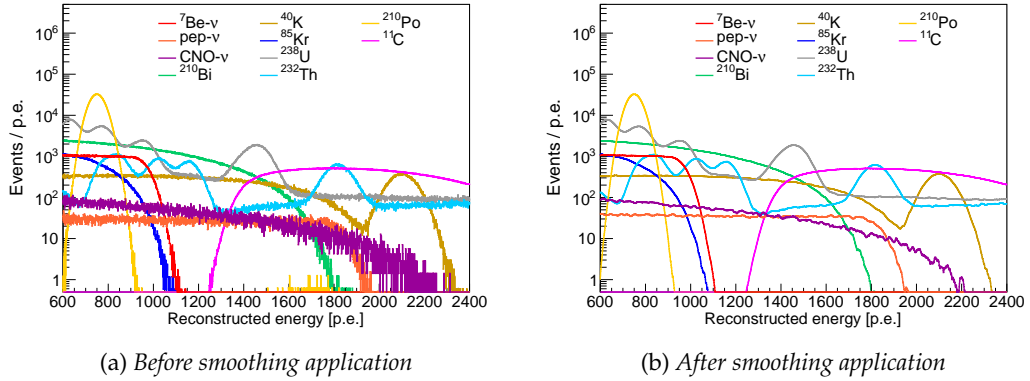 ⁷Be-ν ⁴⁰K ²¹⁰Po
pep-ν ⁸⁵Kr ¹¹C
CNO-ν ²³⁸U
²¹⁰Bi ²³²Th
Events / p.e.
10⁶
10⁵
10⁴
10³
10²
10
1
600 800 1000 1200 1400 1600 1800 2000 2200 2400
Reconstructed energy [p.e.]
(a) Before smoothing application
⁷Be-ν ⁴⁰K ²¹⁰Po
pep-ν ⁸⁵Kr ¹¹C
CNO-ν ²³⁸U
²¹⁰Bi ²³²Th
Events / p.e.
10⁶
10⁵
10⁴
10³
10²
10
1
600 800 1000 1200 1400 1600 1800 2000 2200 2400
Reconstructed energy [p.e.]
(b) After smoothing application